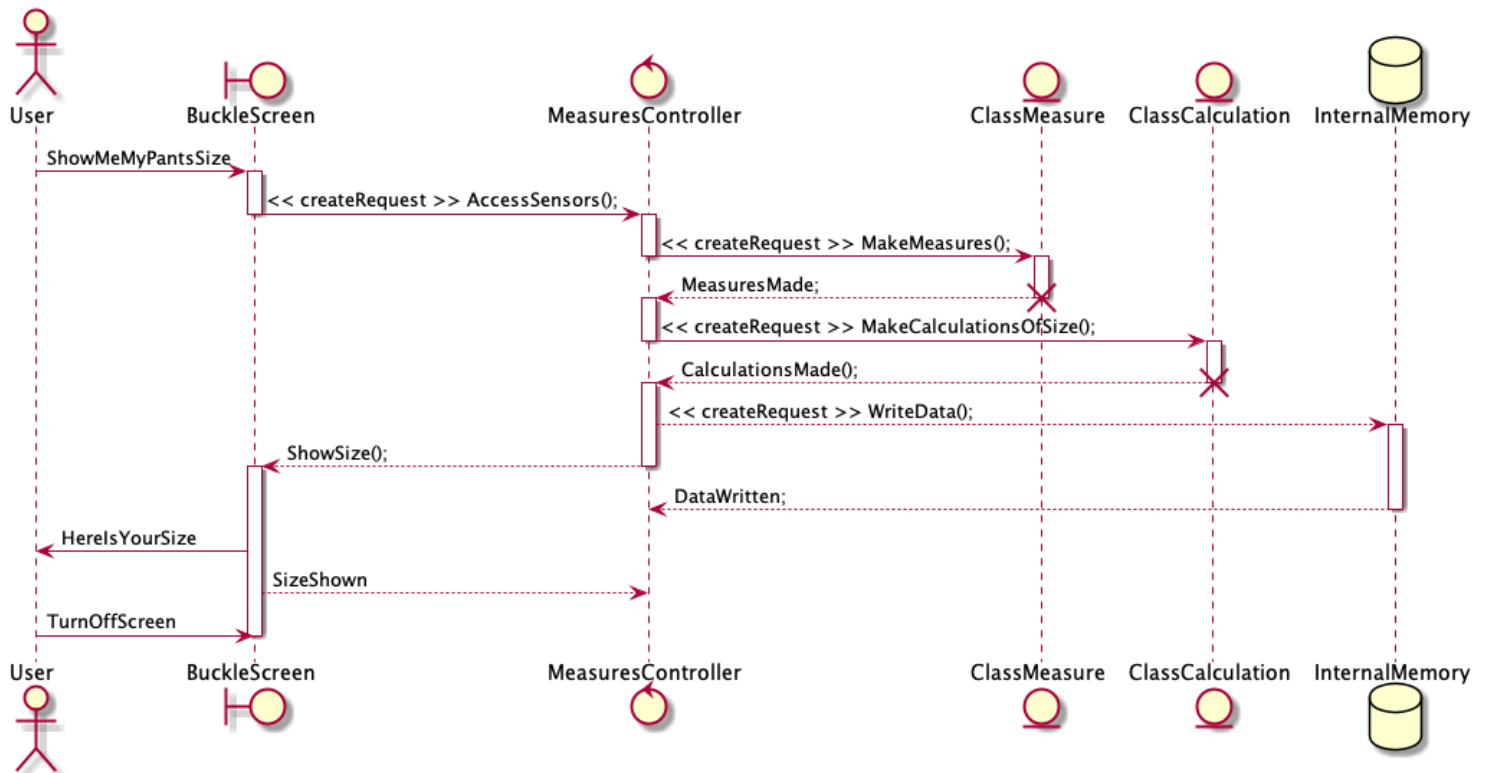 User BuckleScreen MeasuresController ClassMeasure ClassCalculation InternalMemory
ShowMeMyPantsSize
<< createRequest >> AccessSensors();
<< createRequest >> MakeMeasures();
MeasuresMade;
<< createRequest >> MakeCalculationsOfSize();
CalculationsMade();
<< createRequest >> WriteData();
ShowSize();
DataWritten;
HereIsYourSize
SizeShown
TurnOffScreen
User BuckleScreen MeasuresController ClassMeasure ClassCalculation InternalMemory